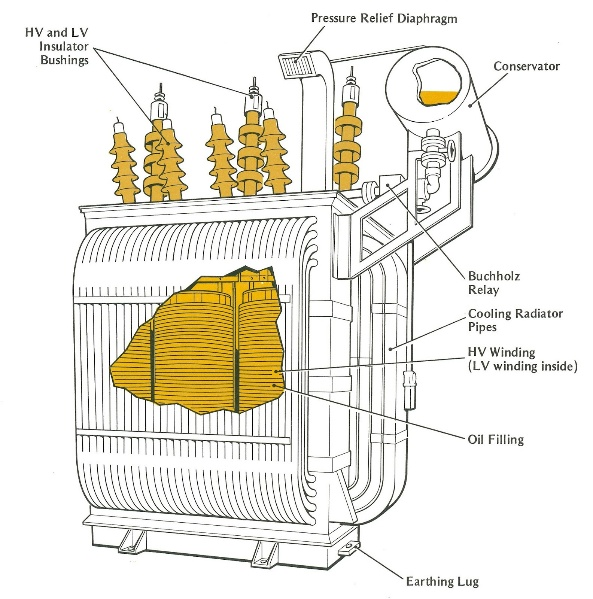 Pressure Relief Diaphragm
HV and LV
Insulator
Bushings
Conservator
Buchholz
Relay
Cooling Radiator
Pipes
HV Winding
(LV winding inside)
Oil Filling
Earthing Lug